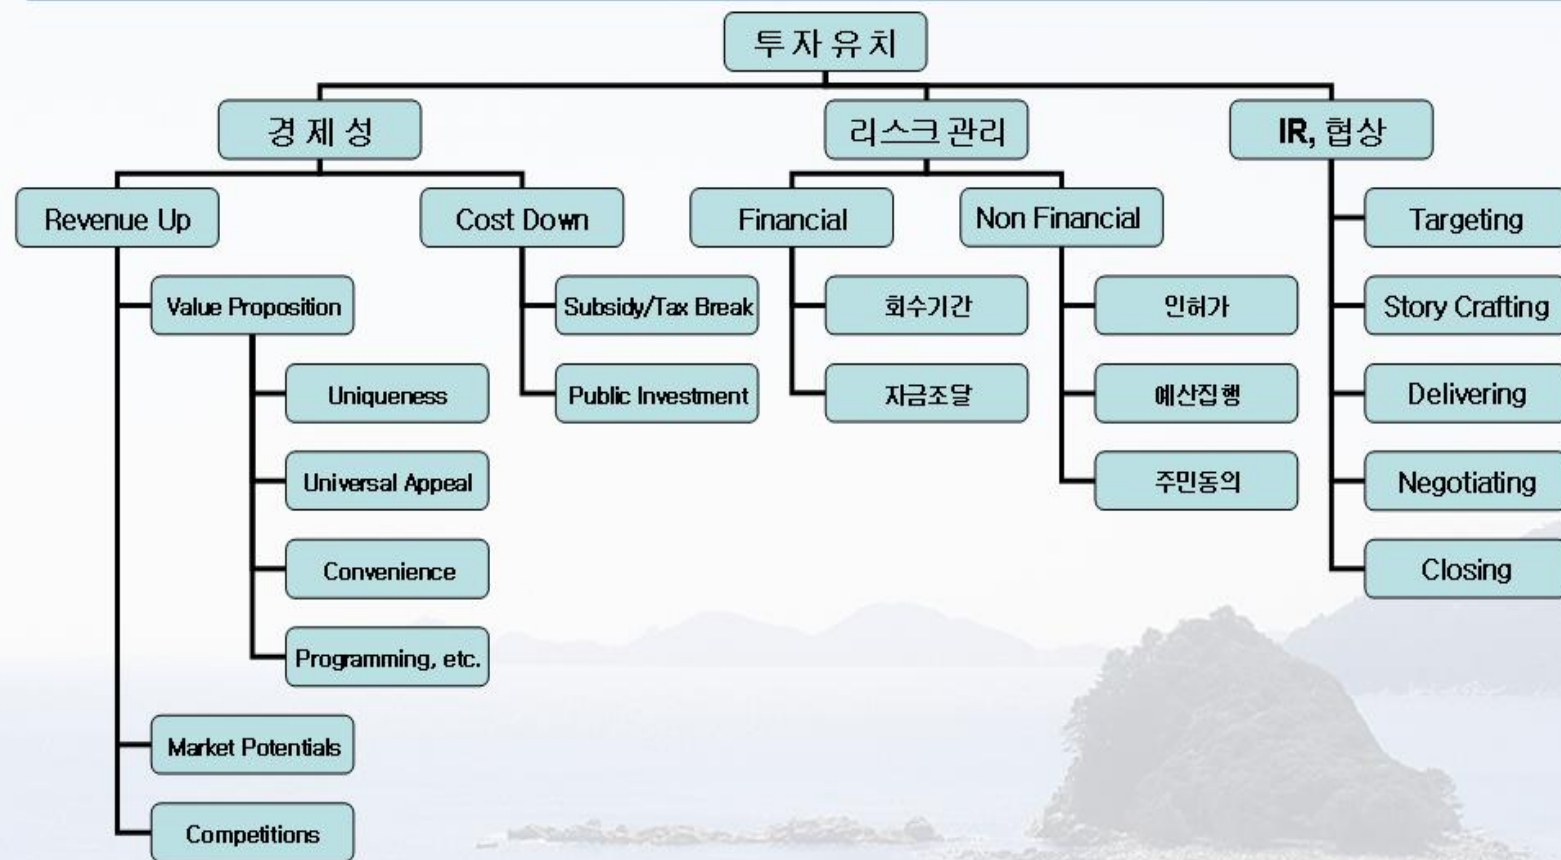 투자유치
경제성
리스크관리
IR, 협상
Revenue Up
Cost Down
Financial
Non Financial
Targeting
Value Proposition
Subsidy/Tax Break
회수기간
인허가
Story Crafting
Uniqueness
Public Investment
자금조달
예산집행
Delivering
Universal Appeal
주민동의
Negotiating
Convenience
Closing
Programming, etc.
Market Potentials
Competitions